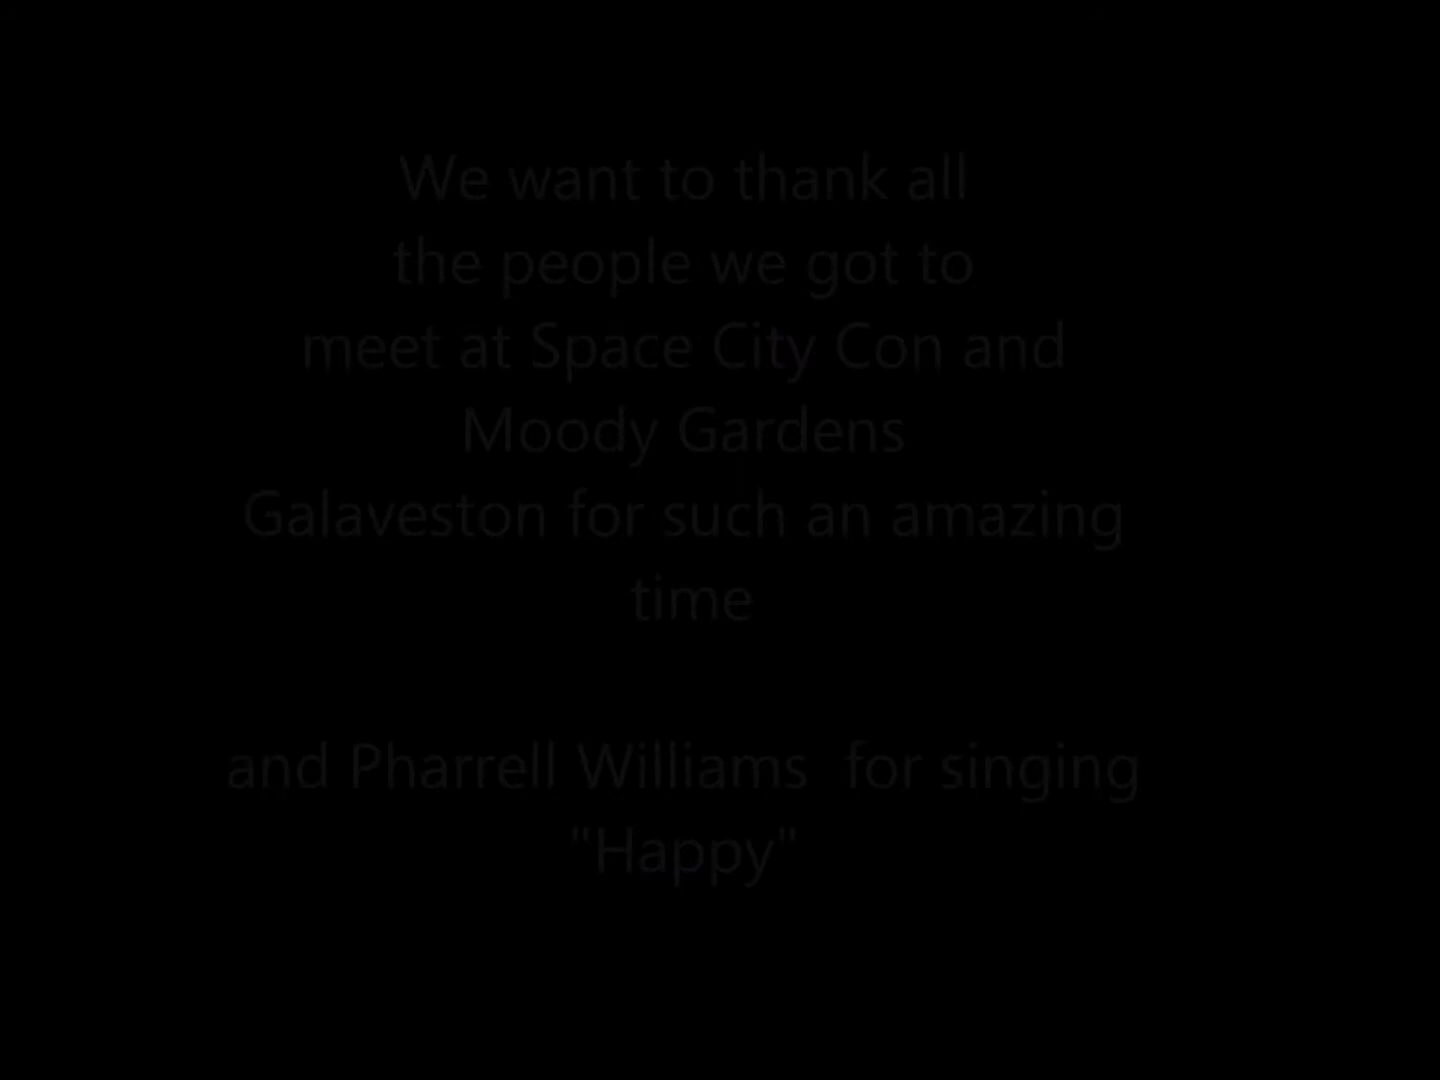 We want to thank all
the people we got to
meet at Space City Con and
Moody Gardens
Galaveston for such an amazing
time
and Pharrell Williams  for singing
"Happy"